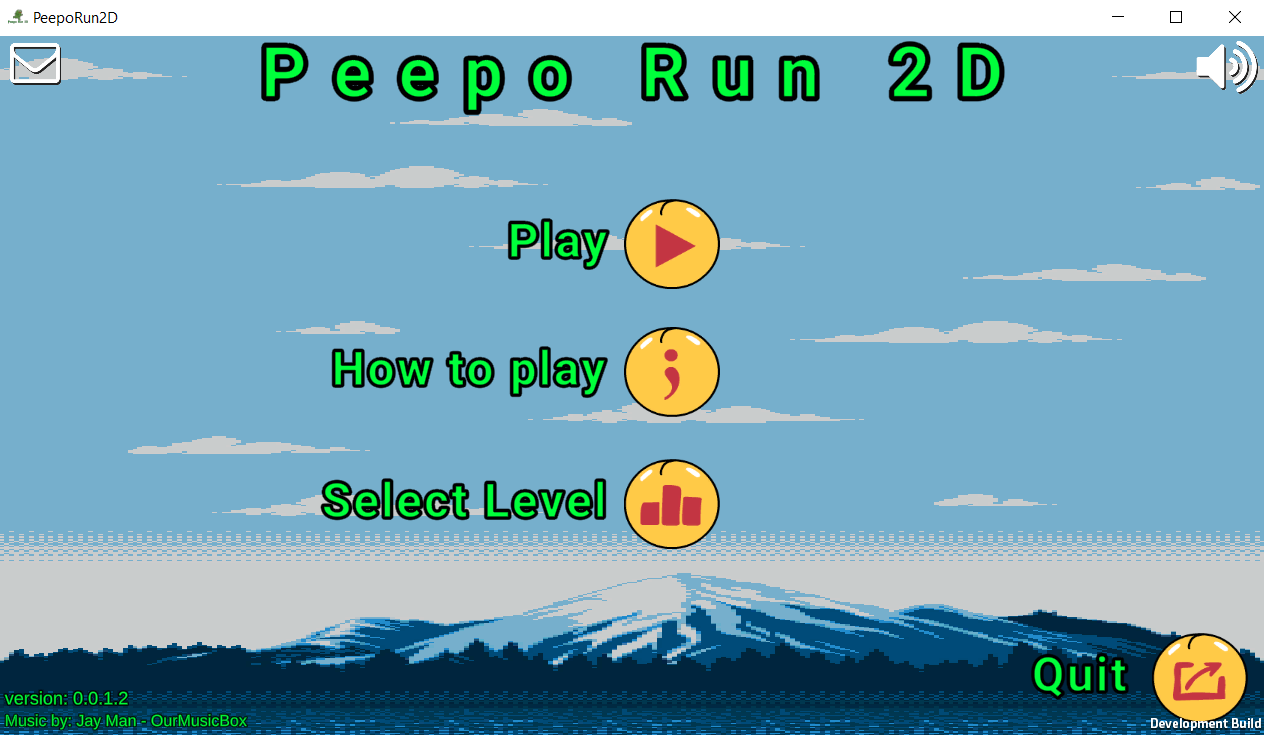 PeepoRun2D
Peepo Run 2D
Play
How to play
Select Level
Quit
version: 0.0.1.2
Music by: Jay Man - OurMusicBox
Development Build